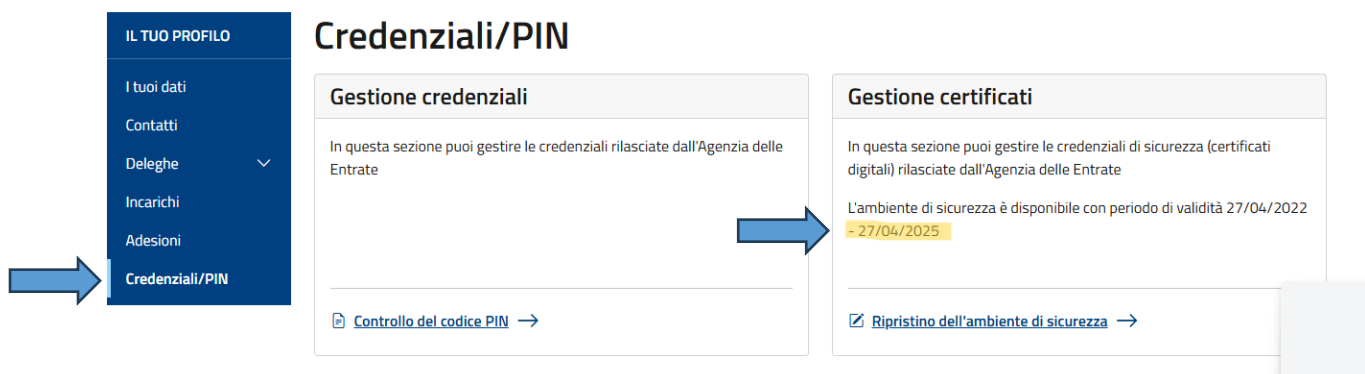 IL TUO PROFILO
I tuoi dati
Contatti
Deleghe
Incarichi
Adesioni
Credenziali/PIN
Credenziali/PIN
Gestione credenziali
In questa sezione puoi gestire le credenziali rilasciate dall'Agenzia delle
Entrate
Controllo del codice PIN
Gestione certificati
In questa sezione puoi gestire le credenziali di sicurezza (certificati
digitali) rilasciate dall'Agenzia delle Entrate
L'ambiente di sicurezza è disponibile con periodo di validità 27/04/2022
- 27/04/2025
Ripristino dell'ambiente di sicurezza